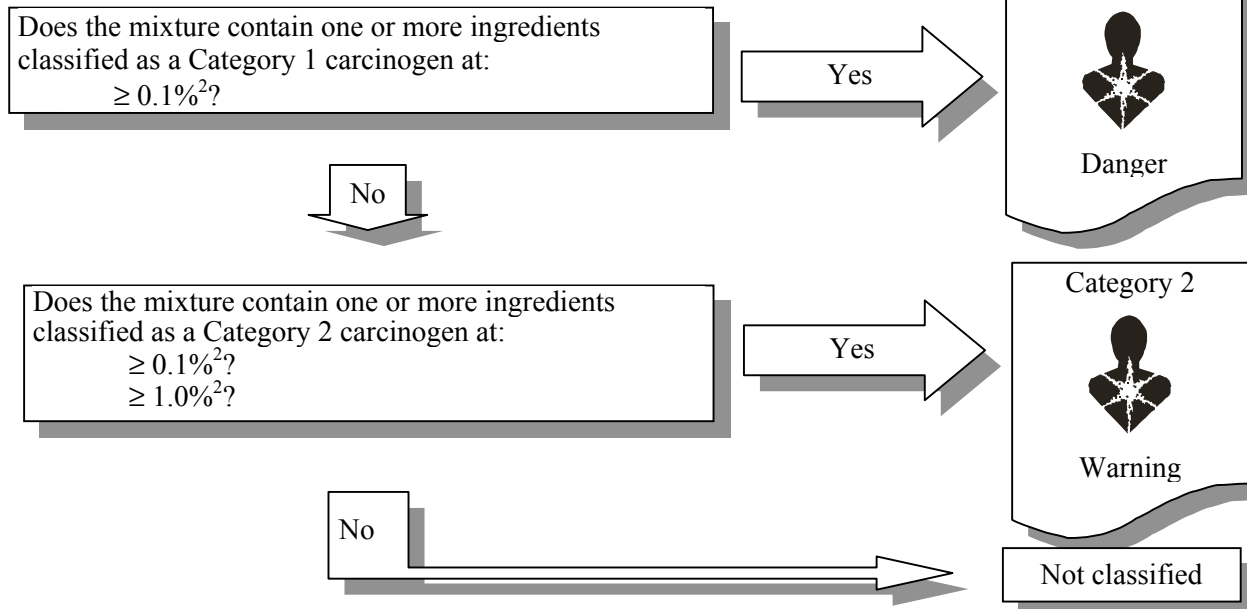 Does the mixture contain one or more ingredients
classified as a Category 1 carcinogen at:
≥ 0.1%²?
Yes
Danger
No
Does the mixture contain one or more ingredients
classified as a Category 2 carcinogen at:
≥ 0.1%²?
≥ 1.0%²?
Yes
Category 2
Warning
No
Not classified